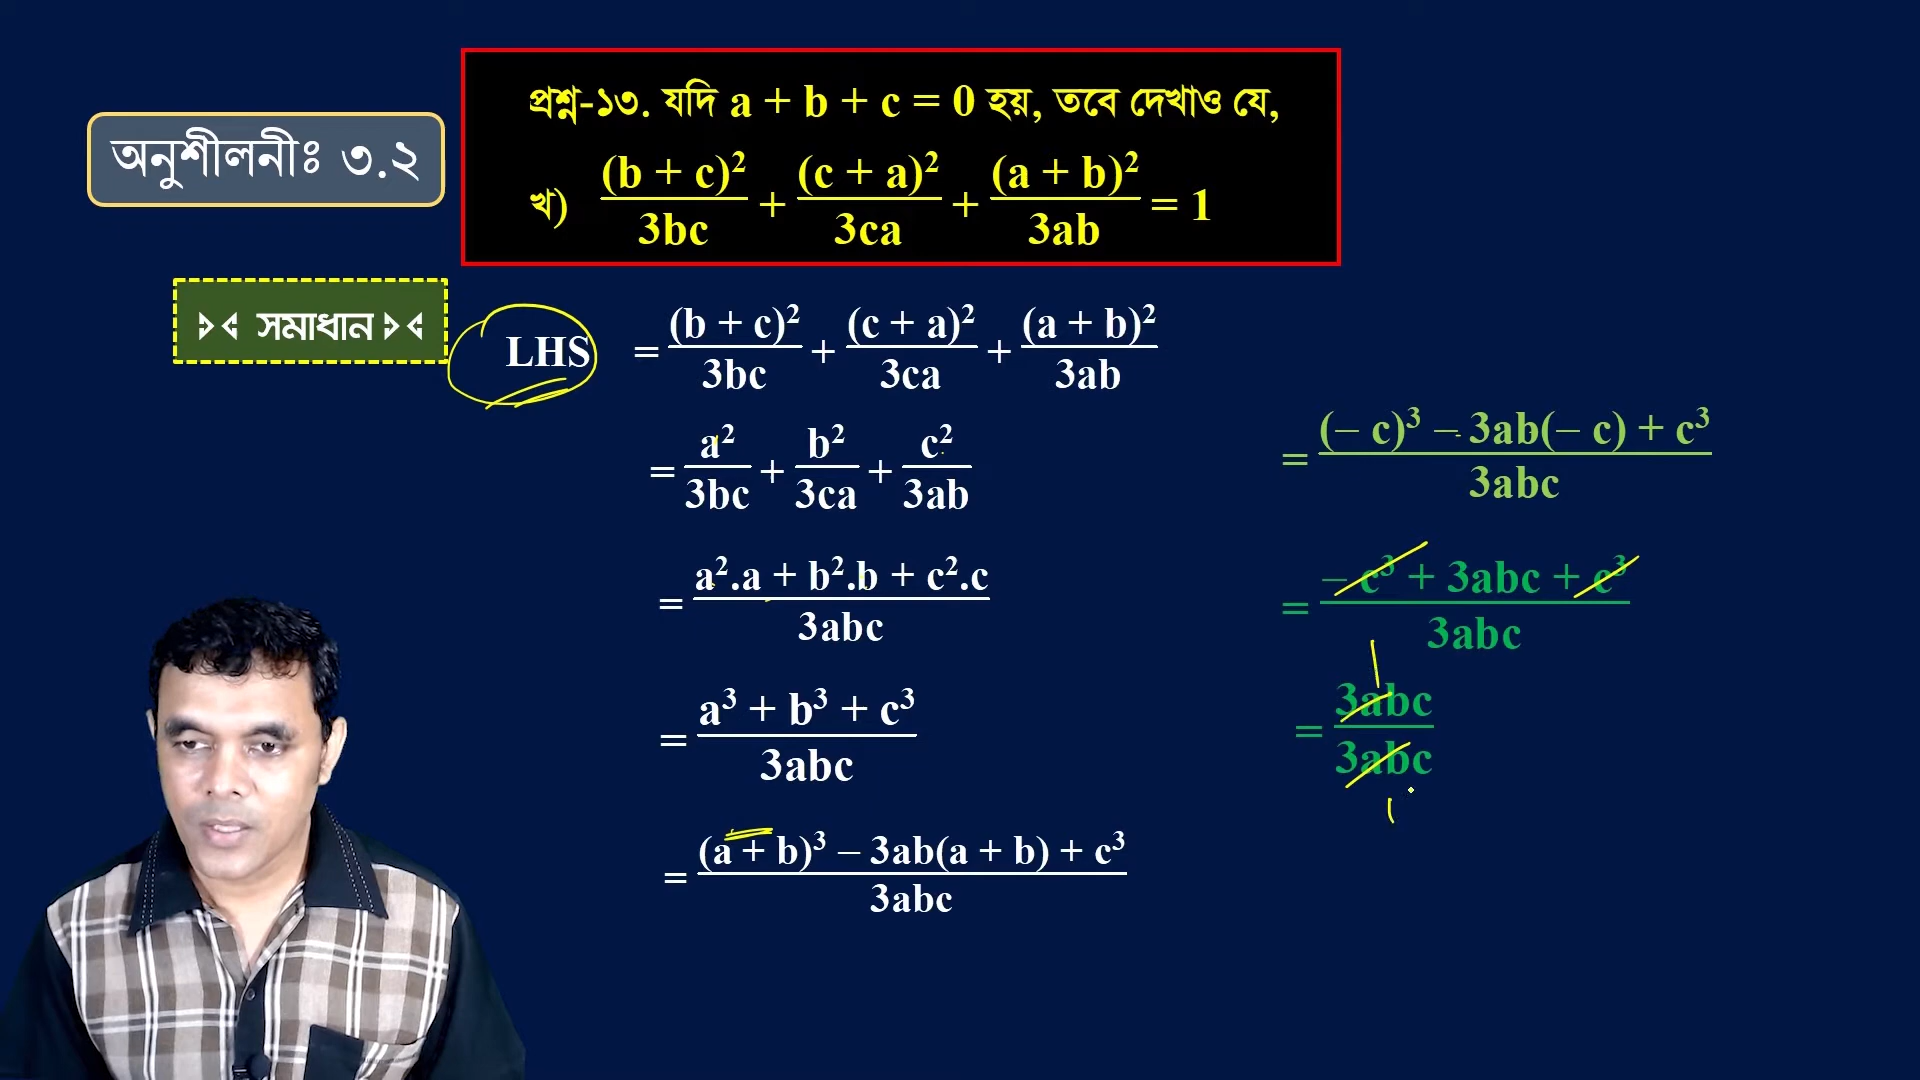 প্রশ্ন-১৩. যদি a + b + c = 0 হয়, তবে দেখাও যে,
অনুশীলনীঃ ৩.২
খ) (b + c)²/3bc + (c + a)²/3ca + (a + b)²/3ab = 1
সমাধান
LHS = (b + c)²/3bc + (c + a)²/3ca + (a + b)²/3ab
= a²/3bc + b²/3ca + c²/3ab
= (a².a + b².b + c².c)/3abc
= (a³ + b³ + c³)/3abc
= ((a + b)³ – 3ab(a + b) + c³)/3abc
= ((– c)³ – 3ab(– c) + c³)/3abc
= (– c³ + 3abc + c³)/3abc
= 3abc/3abc